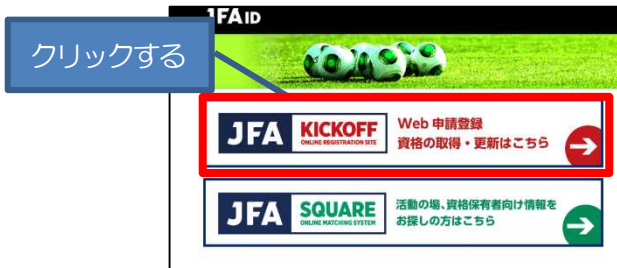 JFA ID
クリックする
JFA KICKOFF
ONLINE REGISTRATION SITE
Web 申請登録
資格の取得・更新はこちら
JFA SQUARE
ONLINE MATCHING SYSTEM
活動の場、資格保有者向け情報を
お探しの方はこちら